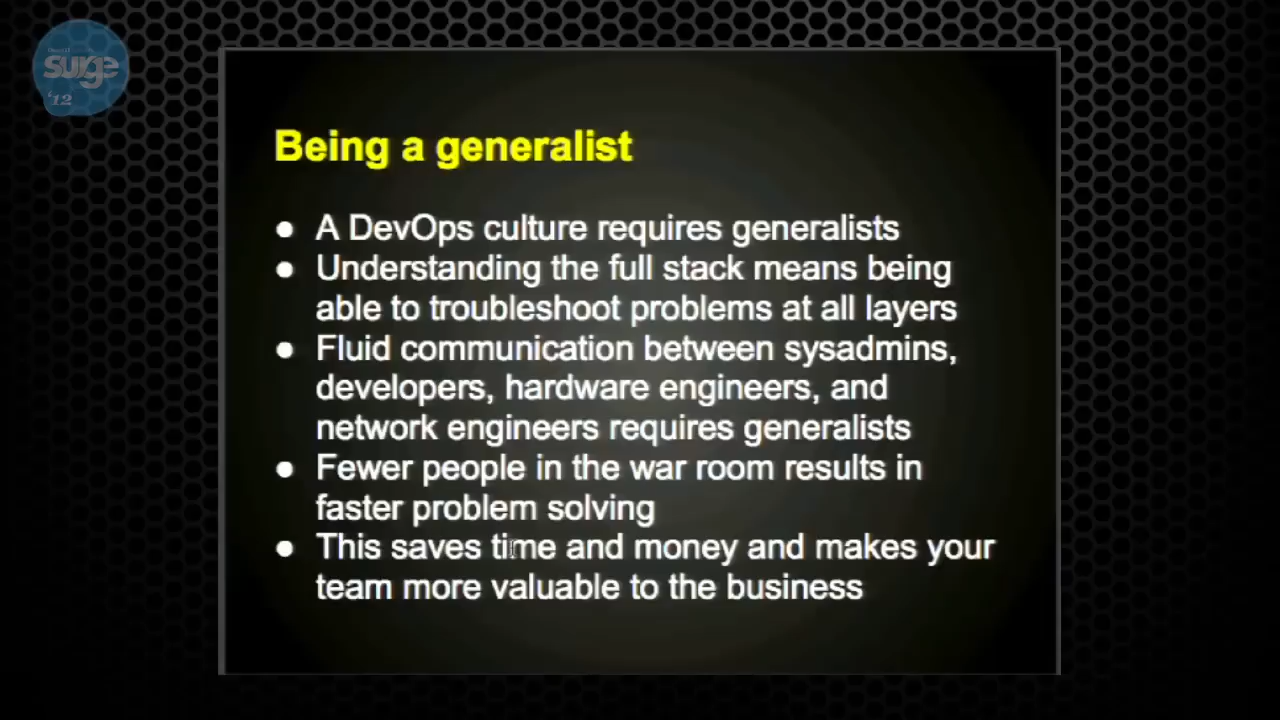 surge
'12
Being a generalist
● A DevOps culture requires generalists
● Understanding the full stack means being
able to troubleshoot problems at all layers
● Fluid communication between sysadmins,
developers, hardware engineers, and
network engineers requires generalists
● Fewer people in the war room results in
faster problem solving
● This saves time and money and makes your
team more valuable to the business